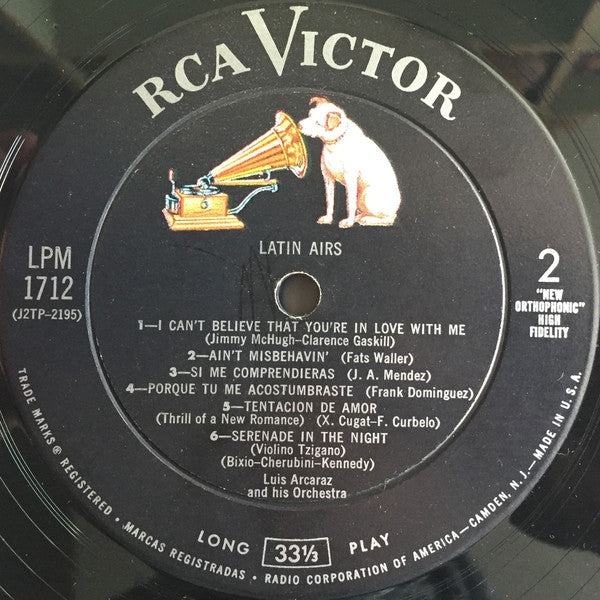 RCA VICTOR
LATIN AIRS
LPM
1712
(J2TP-2195)
2
"NEW
ORTHOPHONIC"
HIGH
FIDELITY
1—I CAN'T BELIEVE THAT YOU'RE IN LOVE WITH ME
(Jimmy McHugh-Clarence Gaskill)
2—AIN'T MISBEHAVIN' (Fats Waller)
3—SI ME COMPRENDIERAS (J. A. Mendez)
4—PORQUE TU ME ACOSTUMBRASTE (Frank Dominguez)
5—TENTACION DE AMOR
(Thrill of a New Romance) (X. Cugat-F. Curbelo)
6—SERENADE IN THE NIGHT
(Violino Tzigano)
(Bixio-Cherubini-Kennedy)
Luis Arcaraz
and his Orchestra
LONG 33⅓ PLAY
TRADE MARKS ® REGISTERED • MARCAS REGISTRADAS • RADIO CORPORATION OF AMERICA—CAMDEN, N.J.—MADE IN U.S.A.